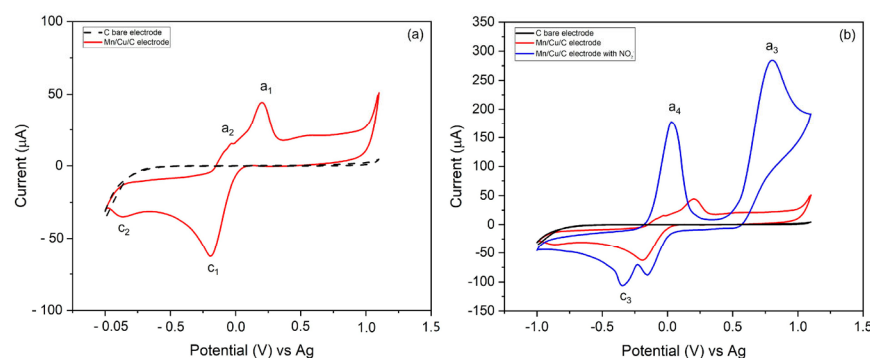 C bare electrode
Mn/Cu/C electrode
(a)
a₁
a₂
c₂
c₁
100
50
0
- 50
- 100
- 0.05
-0.5
0.0
0.5
1.0
1.5
Current (µA)
Potential (V) vs Ag
C bare electrode
Mn/Cu/C electrode
Mn/Cu/C electrode with NO₂
(b)
a₃
a₄
c₃
350
300
250
200
150
100
50
0
-50
-100
-150
-1.0
-0.5
0.0
0.5
1.0
1.5
Current (µA)
Potential (V) vs Ag